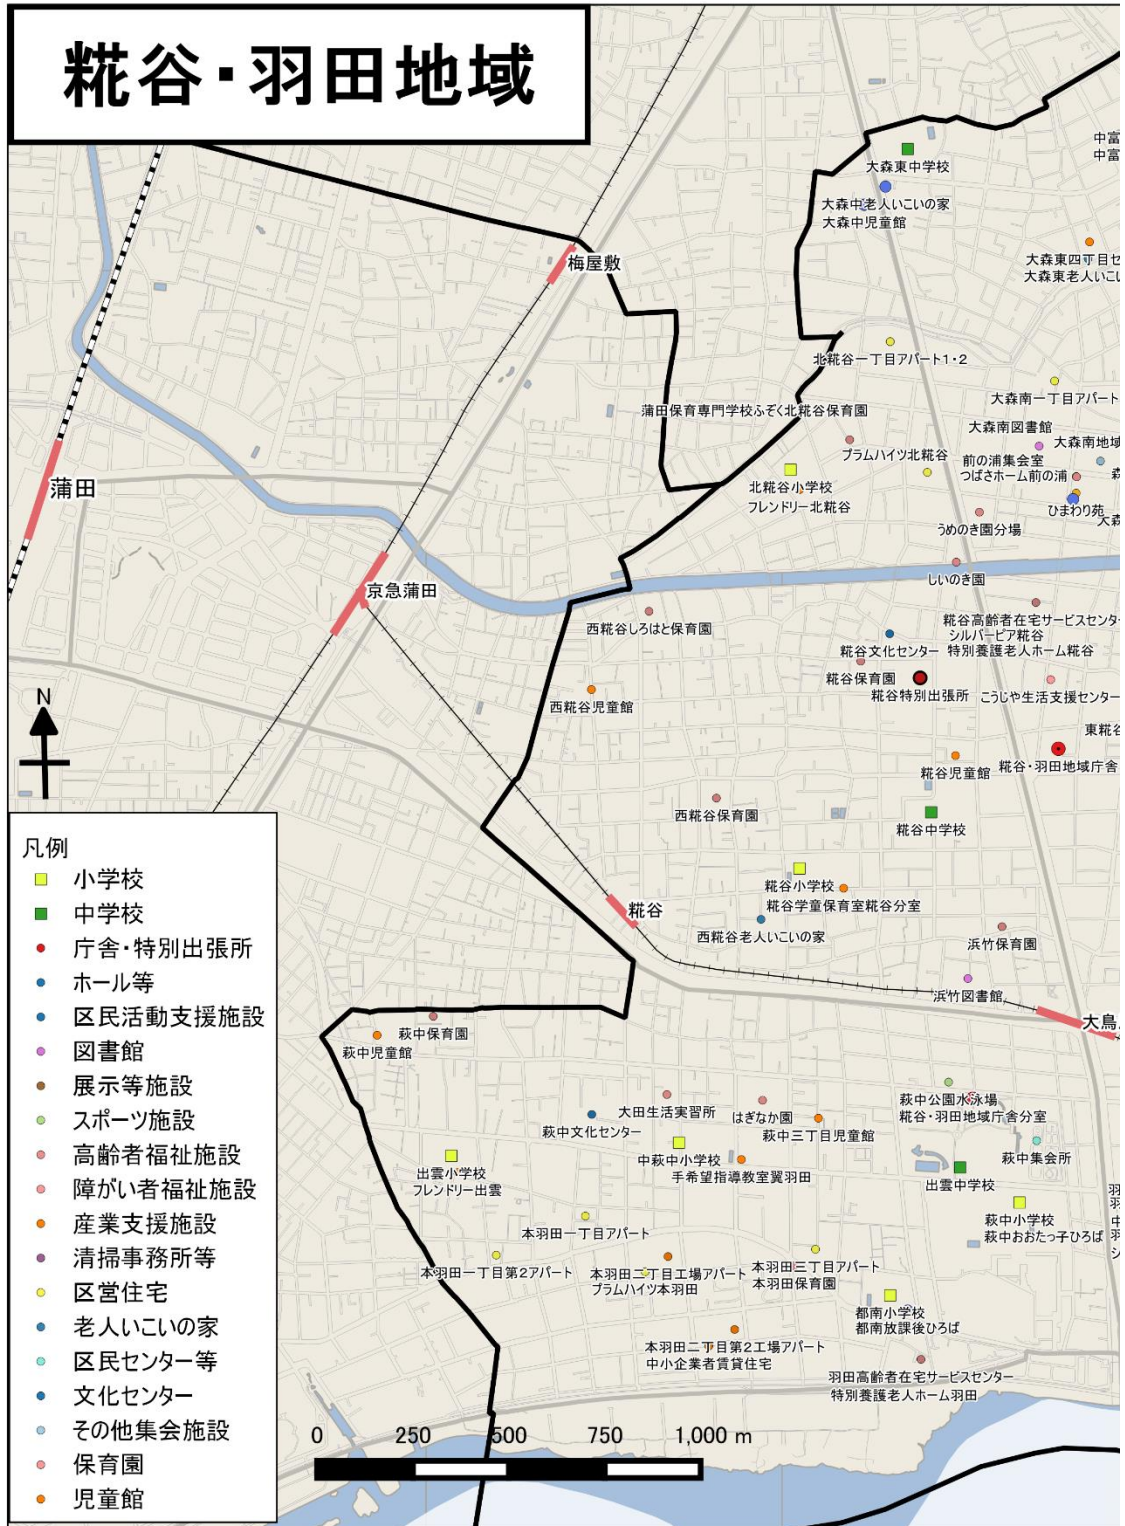 糀谷・羽田地域
大森東中学校
大森中老人いこいの家
大森中児童館
中富
中富
大森東四丁目セ
大森東老人いこい
梅屋敷
北糀谷一丁目アパート1・2
大森南一丁目アパート
蒲田保育専門学校ふぞく北糀谷保育園
大森南図書館
大森南地域
プラムハイツ北糀谷
前の浦集会室
つばさホーム前の浦
森
ひまわり苑
大森
蒲田
北糀谷小学校
フレンドリー北糀谷
うめのき園分場
しいのき園
京急蒲田
西糀谷しろはと保育園
糀谷高齢者在宅サービスセンター
シルバーピア糀谷
特別養護老人ホーム糀谷
糀谷文化センター
糀谷保育園
糀谷特別出張所
こうじや生活支援センター
西糀谷児童館
東糀谷
糀谷・羽田地域庁舎
糀谷児童館
西糀谷保育園
糀谷中学校
N
糀谷小学校
糀谷学童保育室糀谷分室
糀谷
西糀谷老人いこいの家
浜竹保育園
浜竹図書館
大鳥
萩中保育園
萩中児童館
萩中公園水泳場
糀谷・羽田地域庁舎分室
大田生活実習所
はぎなか園
萩中文化センター
萩中三丁目児童館
萩中集会所
中萩中小学校
手希望指導教室翼羽田
出雲小学校
フレンドリー出雲
出雲中学校
萩中小学校
萩中おおたっ子ひろば
羽
羽
中
羽
シ
本羽田一丁目アパート
本羽田一丁目第2アパート
本羽田二丁目工場アパート
プラムハイツ本羽田
本羽田三丁目アパート
本羽田保育園
都南小学校
都南放課後ひろば
本羽田二丁目第2工場アパート
中小企業者賃貸住宅
羽田高齢者在宅サービスセンター
特別養護老人ホーム羽田
凡例
小学校
中学校
庁舎・特別出張所
ホール等
区民活動支援施設
図書館
展示等施設
スポーツ施設
高齢者福祉施設
障がい者福祉施設
産業支援施設
清掃事務所等
区営住宅
老人いこいの家
区民センター等
文化センター
その他集会施設
保育園
児童館
0 250 500 750 1,000 m